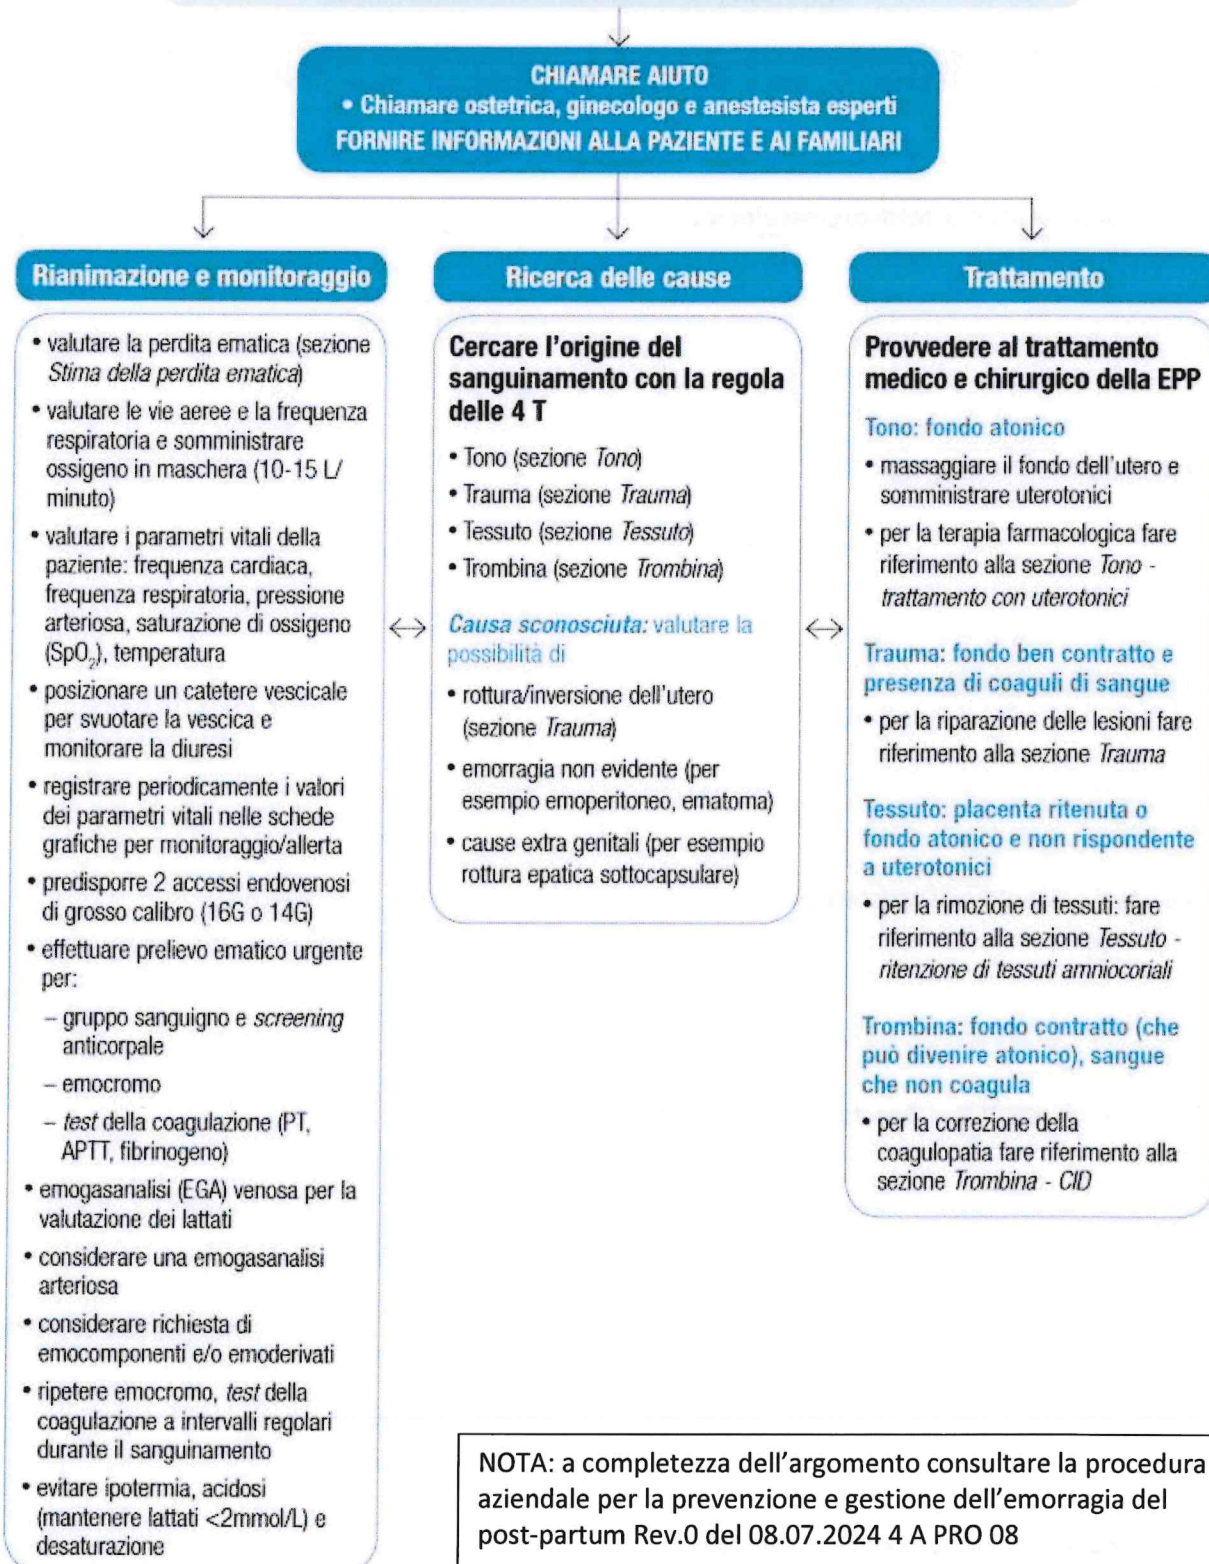 CHIAMARE AIUTO
• Chiamare ostetrica, ginecologo e anestesista esperti
FORNIRE INFORMAZIONI ALLA PAZIENTE E AI FAMILIARI
Rianimazione e monitoraggio
• valutare la perdita ematica (sezione
Stima della perdita ematica)
• valutare le vie aeree e la frequenza
respiratoria e somministrare
ossigeno in maschera (10-15 L/
minuto)
• valutare i parametri vitali della
paziente: frequenza cardiaca,
frequenza respiratoria, pressione
arteriosa, saturazione di ossigeno
(SpO₂), temperatura
• posizionare un catetere vescicale
per svuotare la vescica e
monitorare la diuresi
• registrare periodicamente i valori
dei parametri vitali nelle schede
grafiche per monitoraggio/allerta
• predisporre 2 accessi endovenosi
di grosso calibro (16G o 14G)
• effettuare prelievo ematico urgente
per:
– gruppo sanguigno e screening
anticorpale
– emocromo
– test della coagulazione (PT,
APTT, fibrinogeno)
• emogasanalisi (EGA) venosa per la
valutazione dei lattati
• considerare una emogasanalisi
arteriosa
• considerare richiesta di
emocomponenti e/o emoderivati
• ripetere emocromo, test della
coagulazione a intervalli regolari
durante il sanguinamento
• evitare ipotermia, acidosi
(mantenere lattati <2mmol/L) e
desaturazione
Ricerca delle cause
Cercare l'origine del
sanguinamento con la regola
delle 4 T
• Tono (sezione Tono)
• Trauma (sezione Trauma)
• Tessuto (sezione Tessuto)
• Trombina (sezione Trombina)
Causa sconosciuta: valutare la
possibilità di
• rottura/inversione dell'utero
(sezione Trauma)
• emorragia non evidente (per
esempio emoperitoneo, ematoma)
• cause extra genitali (per esempio
rottura epatica sottocapsulare)
Trattamento
Provvedere al trattamento
medico e chirurgico della EPP
Tono: fondo atonico
• massaggiare il fondo dell'utero e
somministrare uterotonici
• per la terapia farmacologica fare
riferimento alla sezione Tono -
trattamento con uterotonici
Trauma: fondo ben contratto e
presenza di coaguli di sangue
• per la riparazione delle lesioni fare
riferimento alla sezione Trauma
Tessuto: placenta ritenuta o
fondo atonico e non rispondente
a uterotonici
• per la rimozione di tessuti: fare
riferimento alla sezione Tessuto -
ritenzione di tessuti amniocoriali
Trombina: fondo contratto (che
può divenire atonico), sangue
che non coagula
• per la correzione della
coagulopatia fare riferimento alla
sezione Trombina - CID
NOTA: a completezza dell'argomento consultare la procedura
aziendale per la prevenzione e gestione dell'emorragia del
post-partum Rev.0 del 08.07.2024 4 A PRO 08